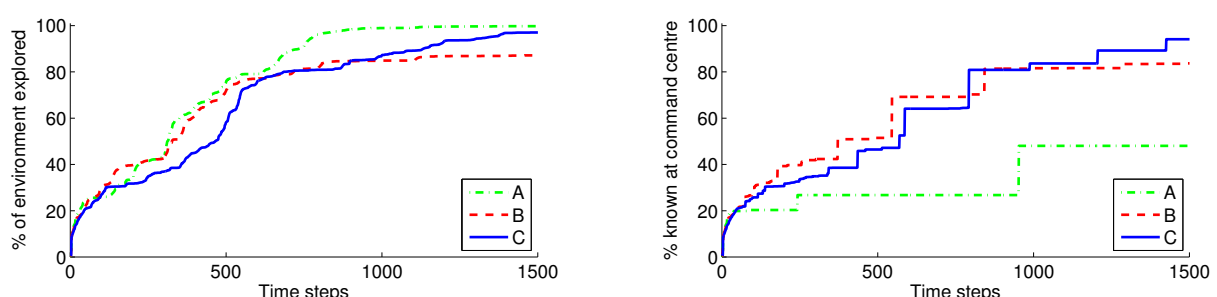 % of environment explored
100
80
60
40
20
0
0 500 1000 1500
Time steps
A
B
C
% known at command centre
100
80
60
40
20
0
0 500 1000 1500
Time steps
A
B
C